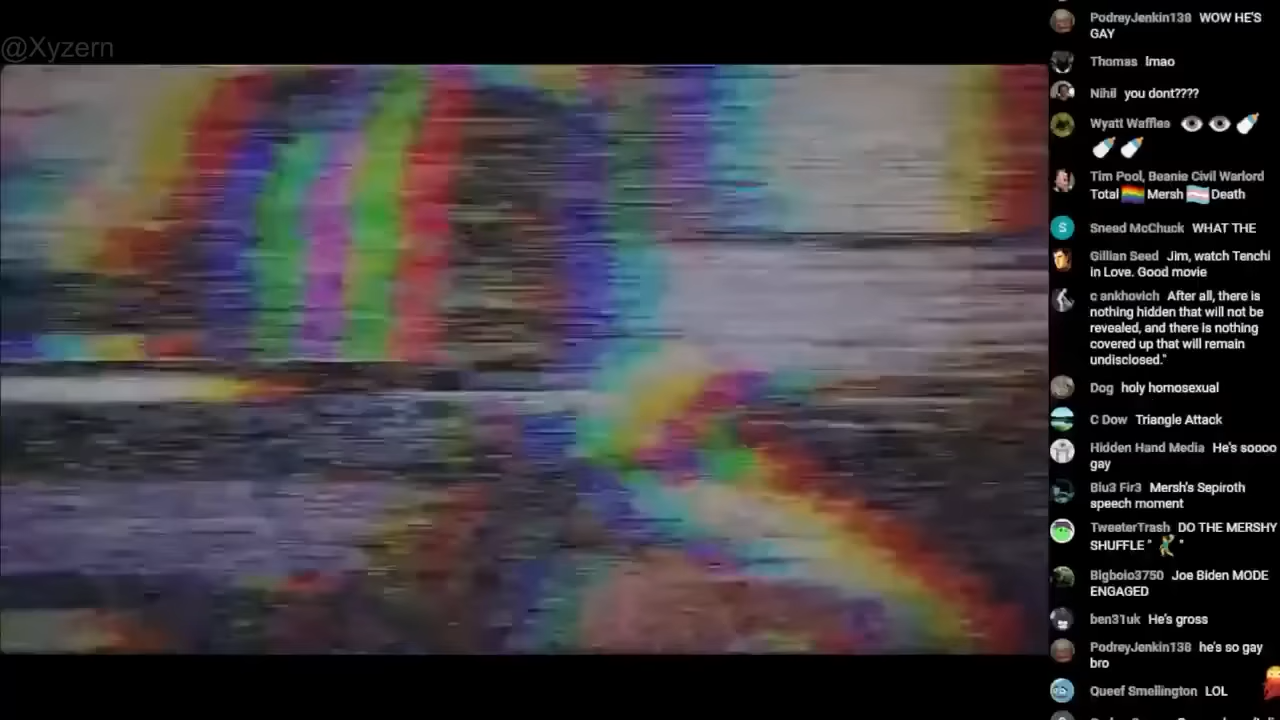 @Xyzern
PodreyJenkin138 WOW HE'S
GAY
Thomas lmao
Nihil you dont????
Wyatt Waffles 👁 👁 🍼
🍼 🍼
Tim Pool, Beanie Civil Warlord
Total 🏳️‍🌈 Mersh 🏳️‍⚧️ Death
S
Sneed McChuck WHAT THE
Gillian Seed Jim, watch Tenchi
in Love. Good movie
c ankhovich After all, there is
nothing hidden that will not be
revealed, and there is nothing
covered up that will remain
undisclosed."
Dog holy homosexual
C Dow Triangle Attack
Hidden Hand Media He's soooo
gay
Blu3 Fir3 Mersh's Sepiroth
speech moment
TweeterTrash DO THE MERSHY
SHUFFLE " 🕺 "
Bigboio3750 Joe Biden MODE
ENGAGED
ben31uk He's gross
PodreyJenkin138 he's so gay
bro
Queef Smellington LOL